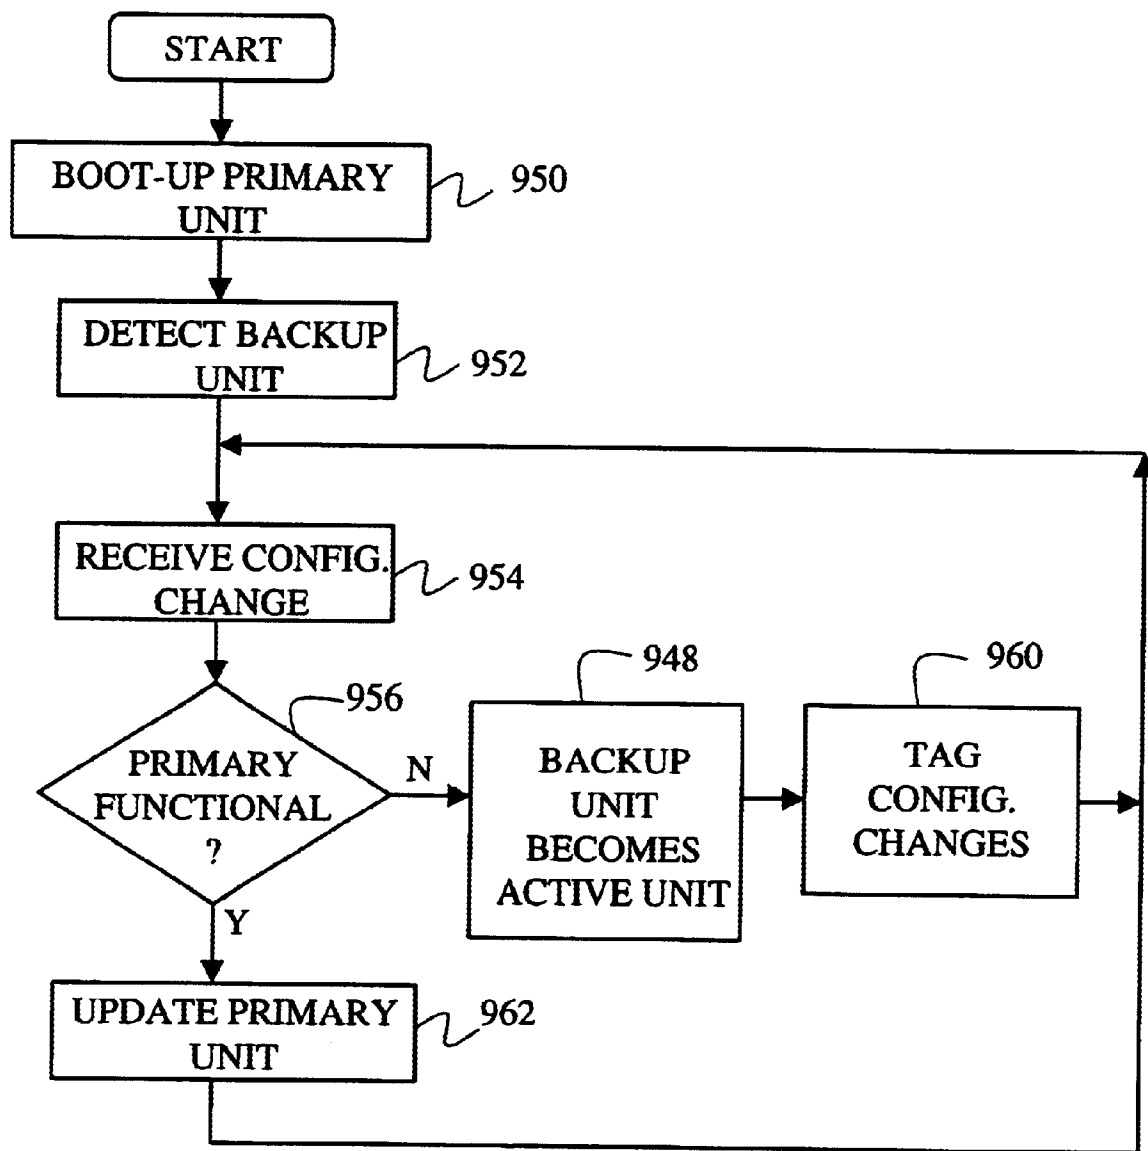 START
BOOT-UP PRIMARY
UNIT
950
DETECT BACKUP
UNIT
952
RECEIVE CONFIG.
CHANGE
954
956
PRIMARY
FUNCTIONAL
?
N
Y
948
BACKUP
UNIT
BECOMES
ACTIVE UNIT
960
TAG
CONFIG.
CHANGES
UPDATE PRIMARY
UNIT
962